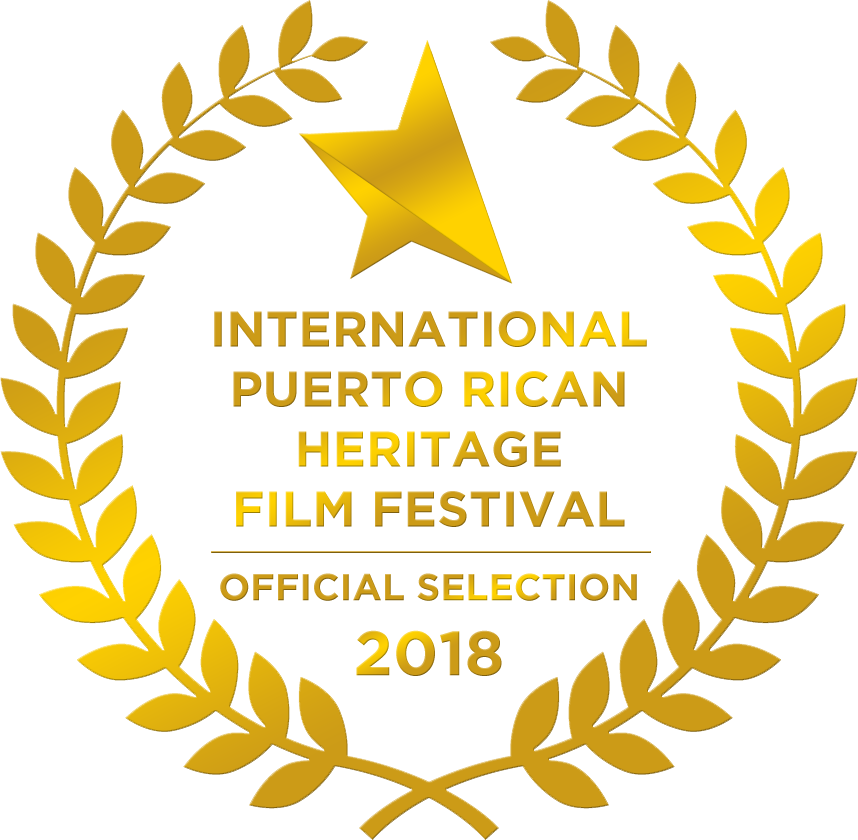 INTERNATIONAL
PUERTO RICAN
HERITAGE
FILM FESTIVAL
OFFICIAL SELECTION
2018